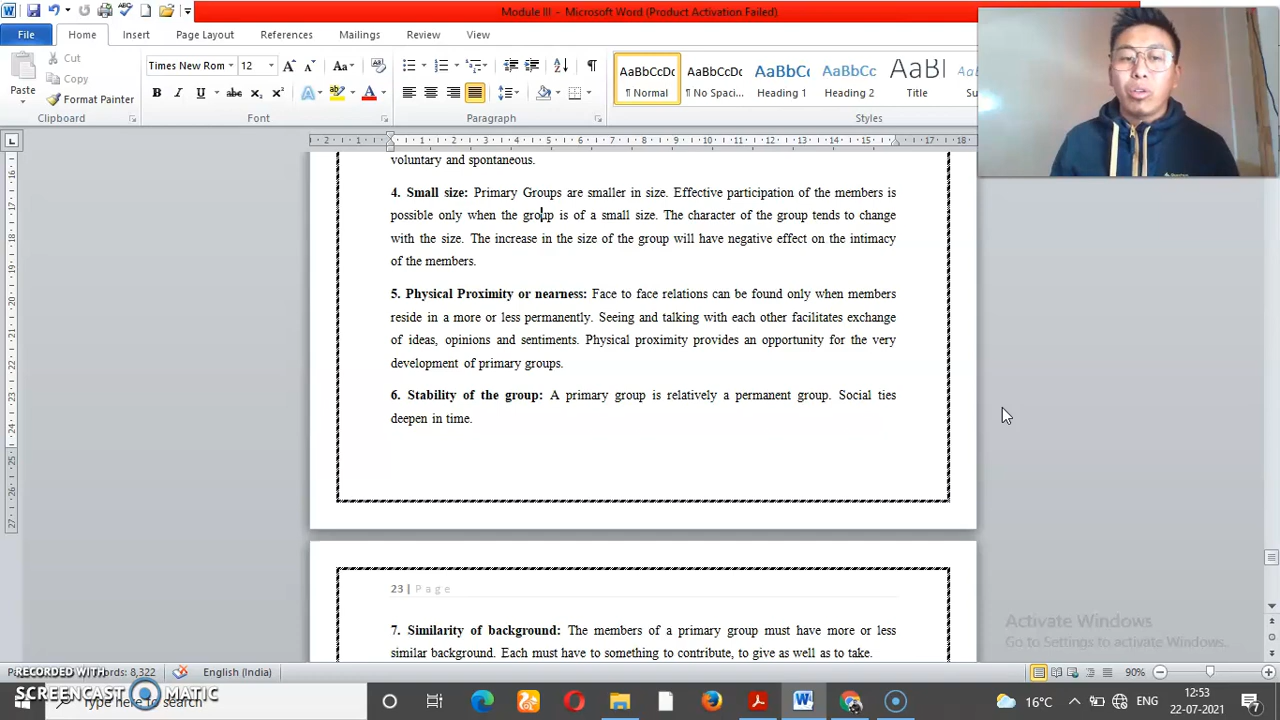 Module III - Microsoft Word (Product Activation Failed)
File Home Insert Page Layout References Mailings Review View
Paste
Cut
Copy
Format Painter
Clipboard
Times New Rom 12
Font
Paragraph
AaBbCcDc AaBbCcDc AaBbCc AaBbCc AaBl
¶ Normal ¶ No Spaci... Heading 1 Heading 2 Title
Styles
voluntary and spontaneous.
4. Small size: Primary Groups are smaller in size. Effective participation of the members is
possible only when the group is of a small size. The character of the group tends to change
with the size. The increase in the size of the group will have negative effect on the intimacy
of the members.
5. Physical Proximity or nearness: Face to face relations can be found only when members
reside in a more or less permanently. Seeing and talking with each other facilitates exchange
of ideas, opinions and sentiments. Physical proximity provides an opportunity for the very
development of primary groups.
6. Stability of the group: A primary group is relatively a permanent group. Social ties
deepen in time.
23 | Page
7. Similarity of background: The members of a primary group must have more or less
similar background. Each must have to something to contribute, to give as well as to take.
Activate Windows
Go to Settings to activate Windows.
RECORDED WITH
SCREENCAST MATIC
Words: 8,322 English (India) 90%
Type here to search
16°C ENG
12:53
22-07-2021